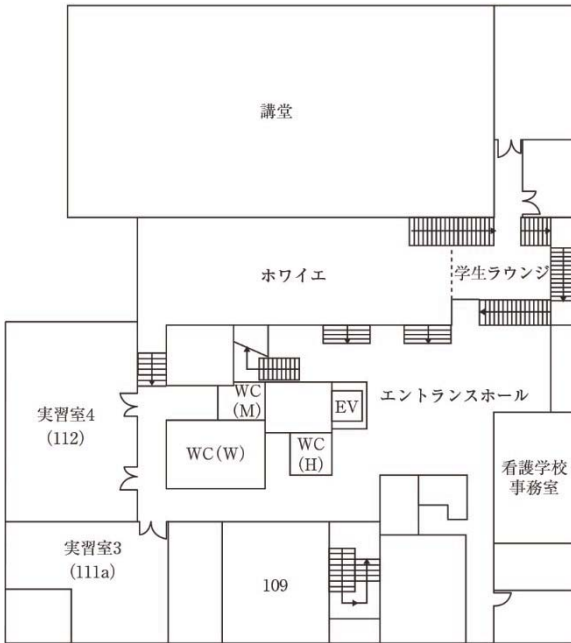 講堂
ホワイエ
学生ラウンジ
エントランスホール
WC
(M)
EV
実習室4
(112)
WC(W)
WC
(H)
看護学校
事務室
実習室3
(111a)
109